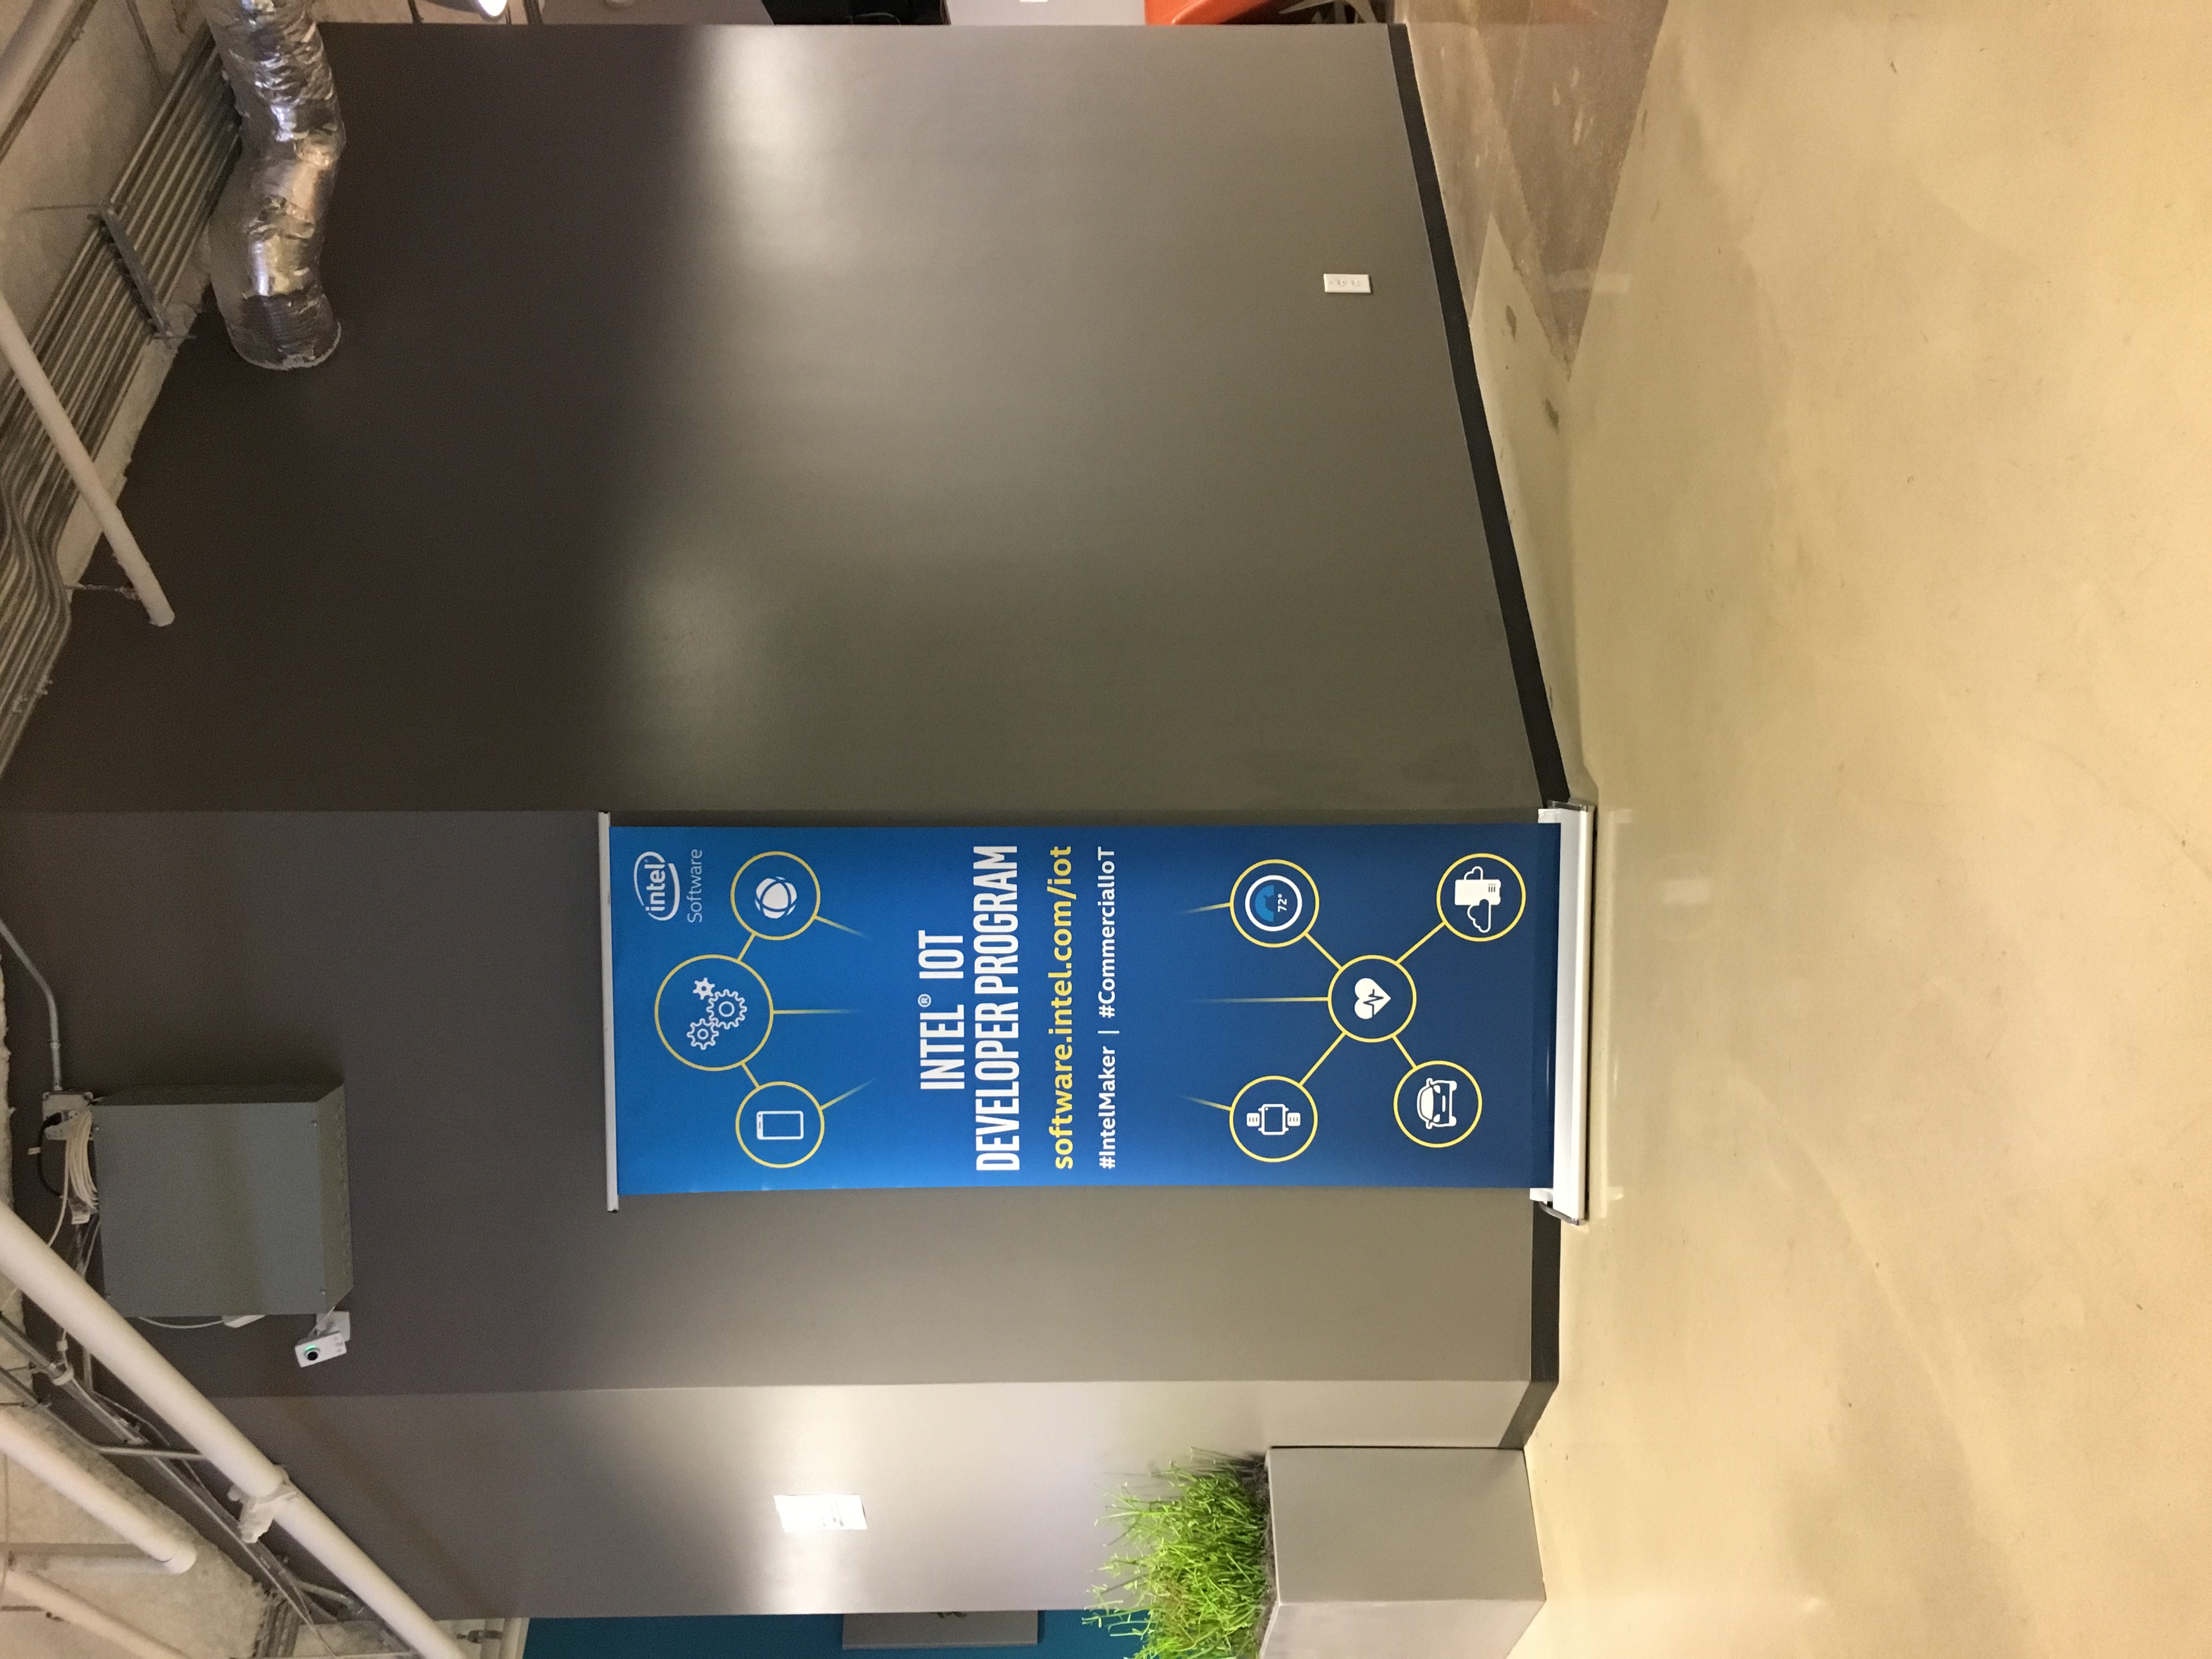 intel
Software
INTEL® IOT
DEVELOPER PROGRAM
software.intel.com/iot
#IntelMaker | #CommercialIoT
72°